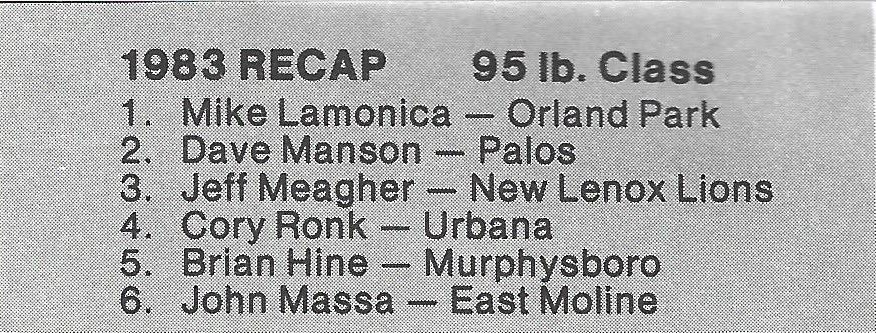 1983 RECAP 95 lb. Class
1. Mike Lamonica — Orland Park
2. Dave Manson — Palos
3. Jeff Meagher — New Lenox Lions
4. Cory Ronk — Urbana
5. Brian Hine — Murphysboro
6. John Massa — East Moline